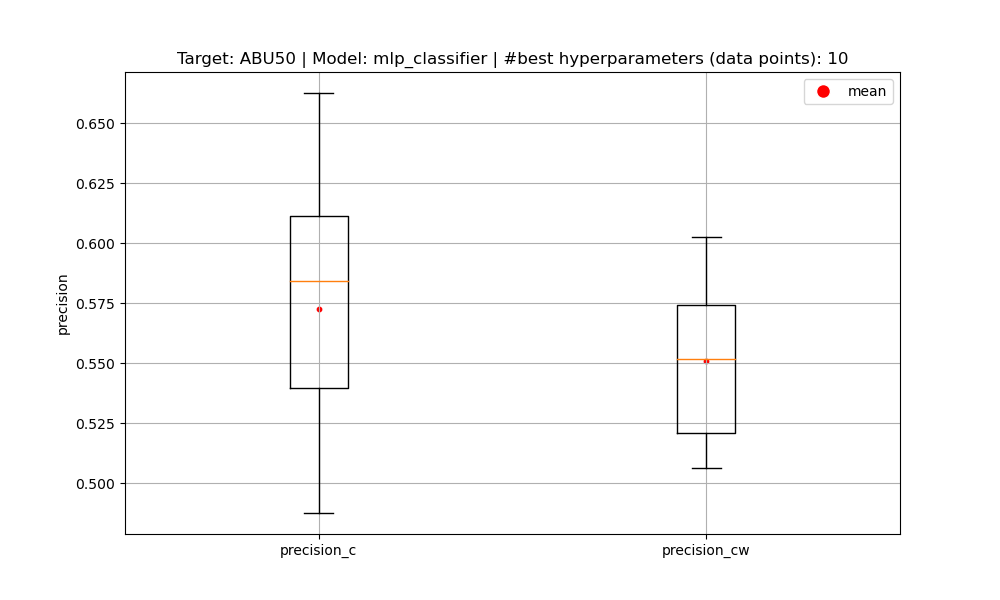 Target: ABU50 | Model: mlp_classifier | #best hyperparameters (data points): 10
mean
0.650
0.625
0.600
0.575
0.550
0.525
0.500
precision
precision_c
precision_cw